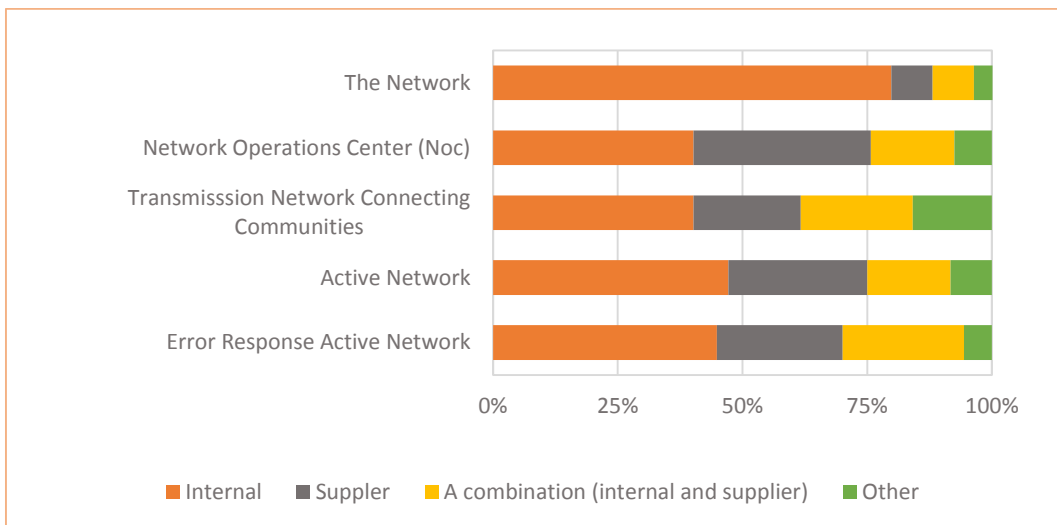 The Network
Network Operations Center (Noc)
Transmisssion Network Connecting
Communities
Active Network
Error Response Active Network
0% 25% 50% 75% 100%
Internal Suppler A combination (internal and supplier) Other